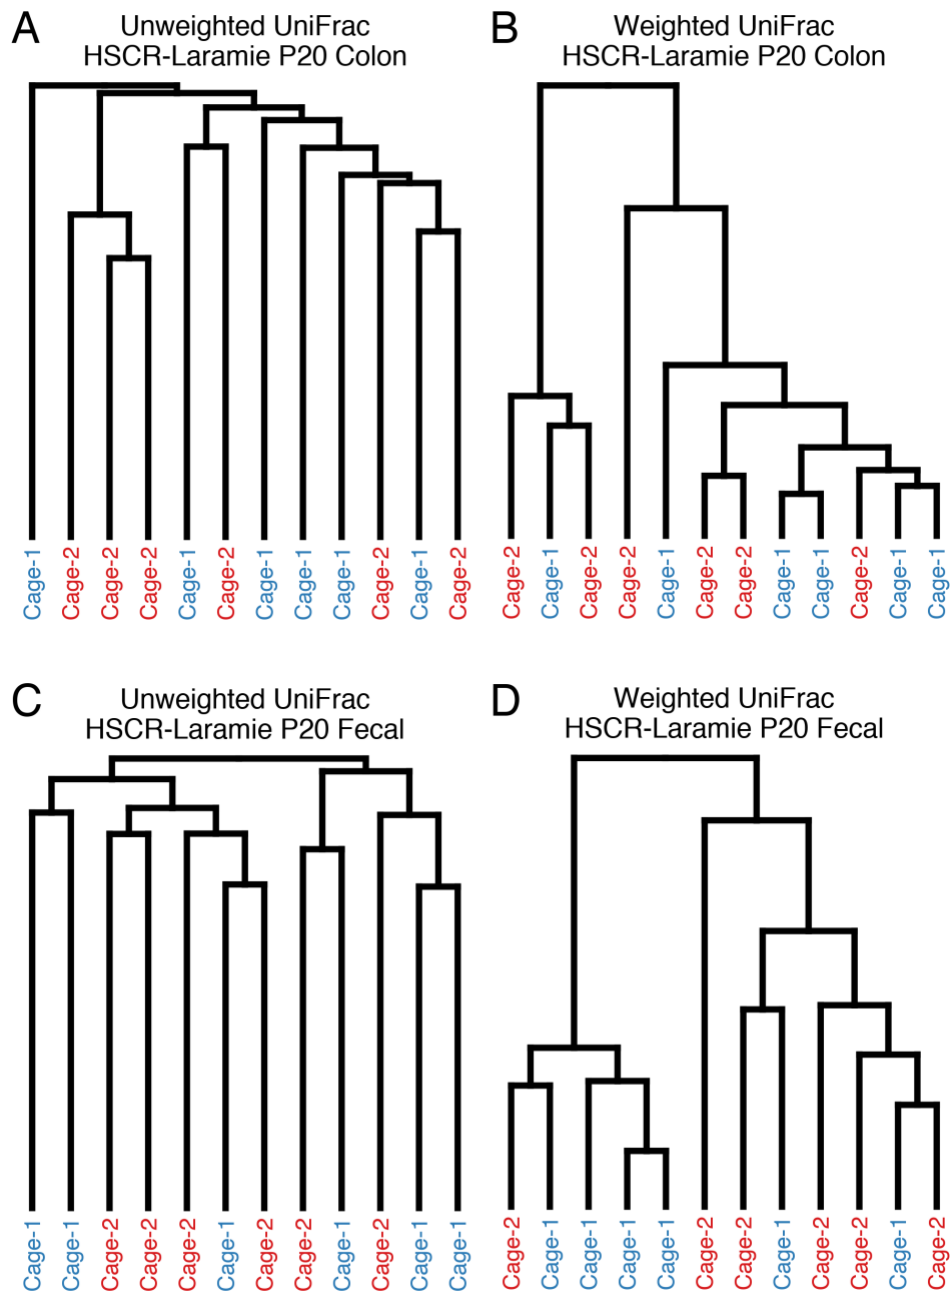 A
Unweighted UniFrac
HSCR-Laramie P20 Colon
Cage-1
Cage-2
Cage-2
Cage-2
Cage-1
Cage-2
Cage-1
Cage-1
Cage-1
Cage-2
Cage-1
Cage-2
B
Weighted UniFrac
HSCR-Laramie P20 Colon
Cage-2
Cage-1
Cage-2
Cage-2
Cage-1
Cage-2
Cage-2
Cage-1
Cage-1
Cage-2
Cage-1
Cage-1
C
Unweighted UniFrac
HSCR-Laramie P20 Fecal
Cage-1
Cage-1
Cage-2
Cage-2
Cage-2
Cage-1
Cage-2
Cage-2
Cage-1
Cage-2
Cage-1
Cage-1
D
Weighted UniFrac
HSCR-Laramie P20 Fecal
Cage-2
Cage-1
Cage-1
Cage-1
Cage-1
Cage-2
Cage-2
Cage-1
Cage-2
Cage-2
Cage-1
Cage-2